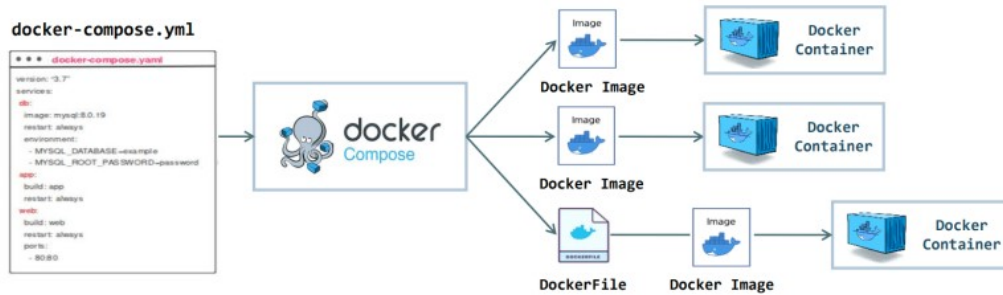 docker-compose.yml
docker-compose.yaml
version: "3.7"
services:
db:
image: mysql:8.0.19
restart: always
environment:
- MYSQL_DATABASE=example
- MYSQL_ROOT_PASSWORD=password
app:
build: app
restart: always
web:
build: web
restart: always
ports:
- 80:80
docker
Compose
Image
Docker Image
Docker
Container
Image
Docker Image
Docker
Container
DOCKERFILE
DockerFile
Image
Docker Image
Docker
Container